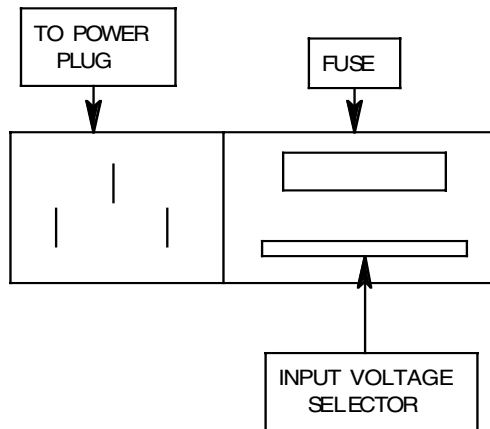 TO POWER
PLUG
FUSE
INPUT VOLTAGE
SELECTOR